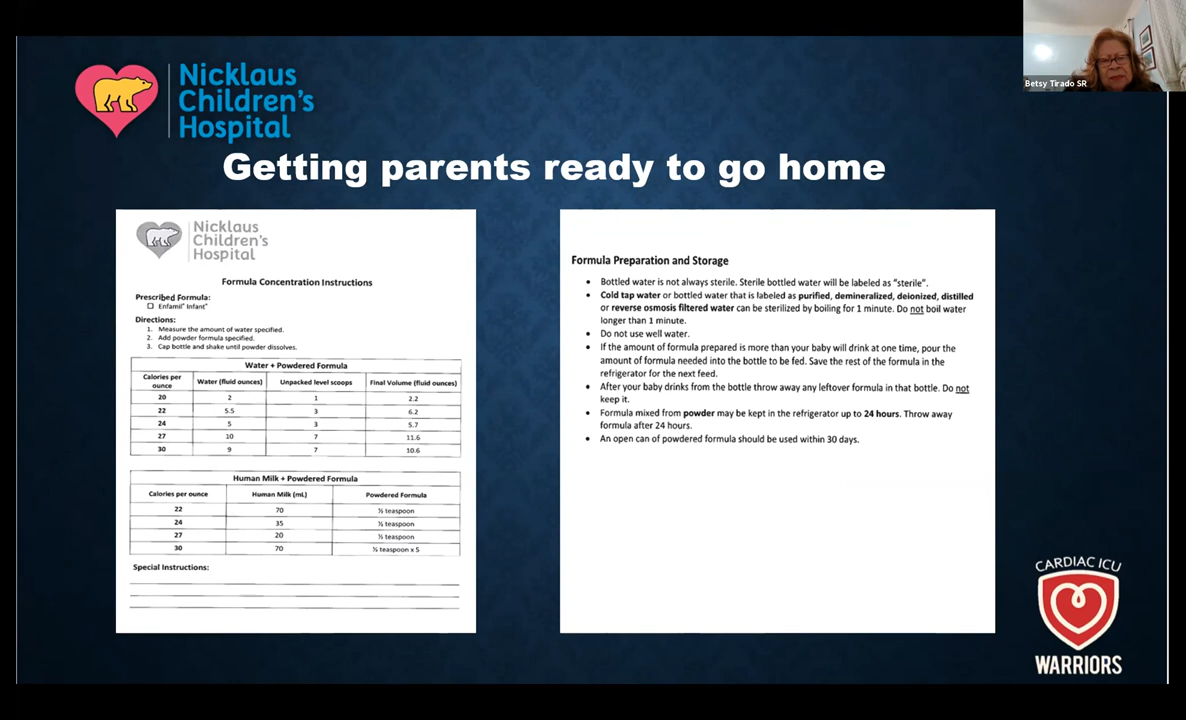 Betsy Tirado SR
Nicklaus
Children's
Hospital
Getting parents ready to go home
Nicklaus
Children's
Hospital
Formula Concentration Instructions
Prescribed Formula:
☐ Enfamil® Infant®
Directions:
1. Measure the amount of water specified.
2. Add powder formula specified.
3. Cap bottle and shake until powder dissolves.
Water + Powdered Formula
Calories per ounce | Water (fluid ounces) | Unpacked level scoops | Final Volume (fluid ounces)
20 | 2 | 1 | 2.2
22 | 5.5 | 3 | 6.2
24 | 5 | 3 | 5.7
27 | 10 | 7 | 11.6
30 | 9 | 7 | 10.6
Human Milk + Powdered Formula
Calories per ounce | Human Milk (mL) | Powdered Formula
22 | 70 | ½ teaspoon
24 | 35 | ½ teaspoon
27 | 20 | ½ teaspoon
30 | 70 | ½ teaspoon x 5
Special Instructions:
Formula Preparation and Storage
• Bottled water is not always sterile. Sterile bottled water will be labeled as "sterile".
• Cold tap water or bottled water that is labeled as purified, demineralized, deionized, distilled
or reverse osmosis filtered water can be sterilized by boiling for 1 minute. Do not boil water
longer than 1 minute.
• Do not use well water.
• If the amount of formula prepared is more than your baby will drink at one time, pour the
amount of formula needed into the bottle to be fed. Save the rest of the formula in the
refrigerator for the next feed.
• After your baby drinks from the bottle throw away any leftover formula in that bottle. Do not
keep it.
• Formula mixed from powder may be kept in the refrigerator up to 24 hours. Throw away
formula after 24 hours.
• An open can of powdered formula should be used within 30 days.
CARDIAC ICU
WARRIORS